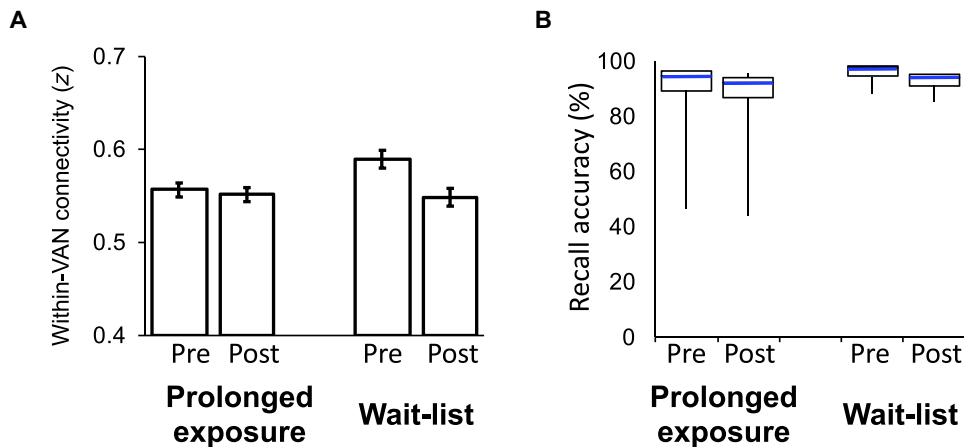 A
Within-VAN connectivity (z)
0.7
0.6
0.5
0.4
Pre Post Pre Post
Prolonged exposure
Wait-list
B
Recall accuracy (%)
100
80
60
40
20
0
Pre Post Pre Post
Prolonged exposure
Wait-list